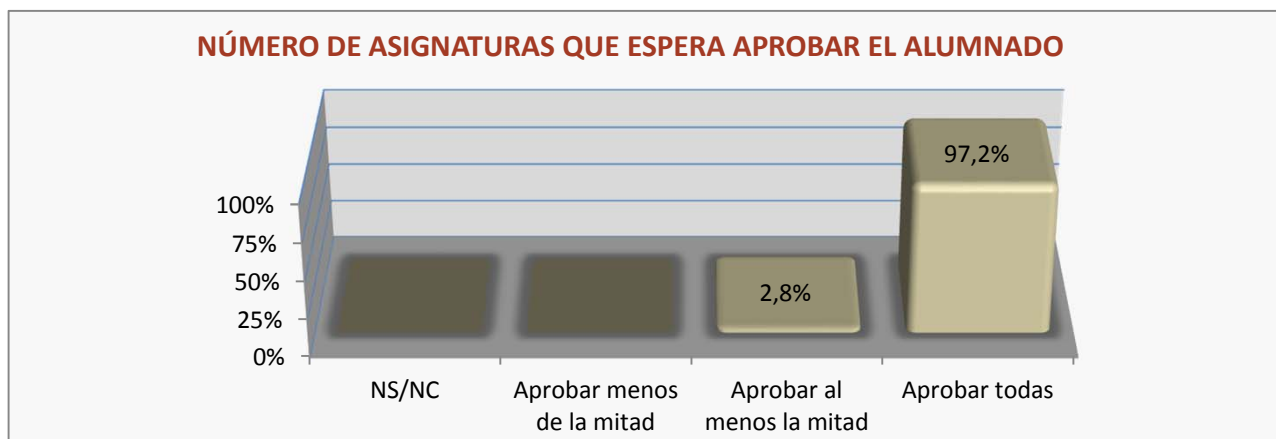 NÚMERO DE ASIGNATURAS QUE ESPERA APROBAR EL ALUMNADO
97,2%
100%
75%
50%
25%
0%
2,8%
NS/NC
Aprobar menos
de la mitad
Aprobar al
menos la mitad
Aprobar todas